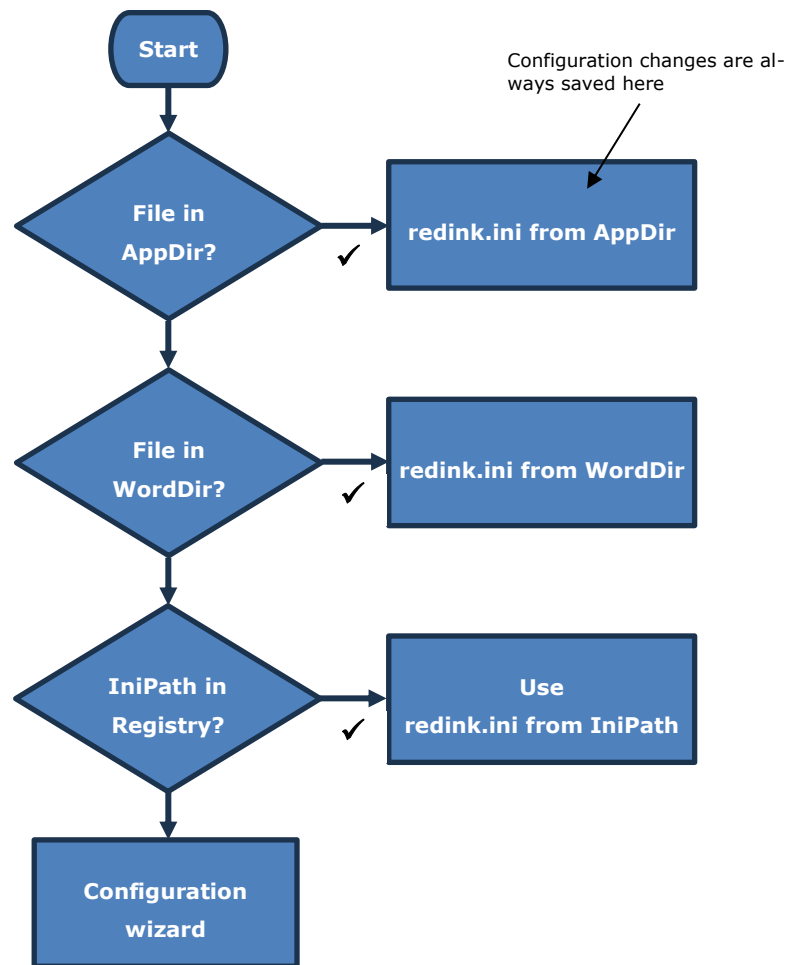 Start
Configuration changes are al-
ways saved here
File in
AppDir?
✓
redink.ini from AppDir
File in
WordDir?
✓
redink.ini from WordDir
IniPath in
Registry?
✓
Use
redink.ini from IniPath
Configuration
wizard